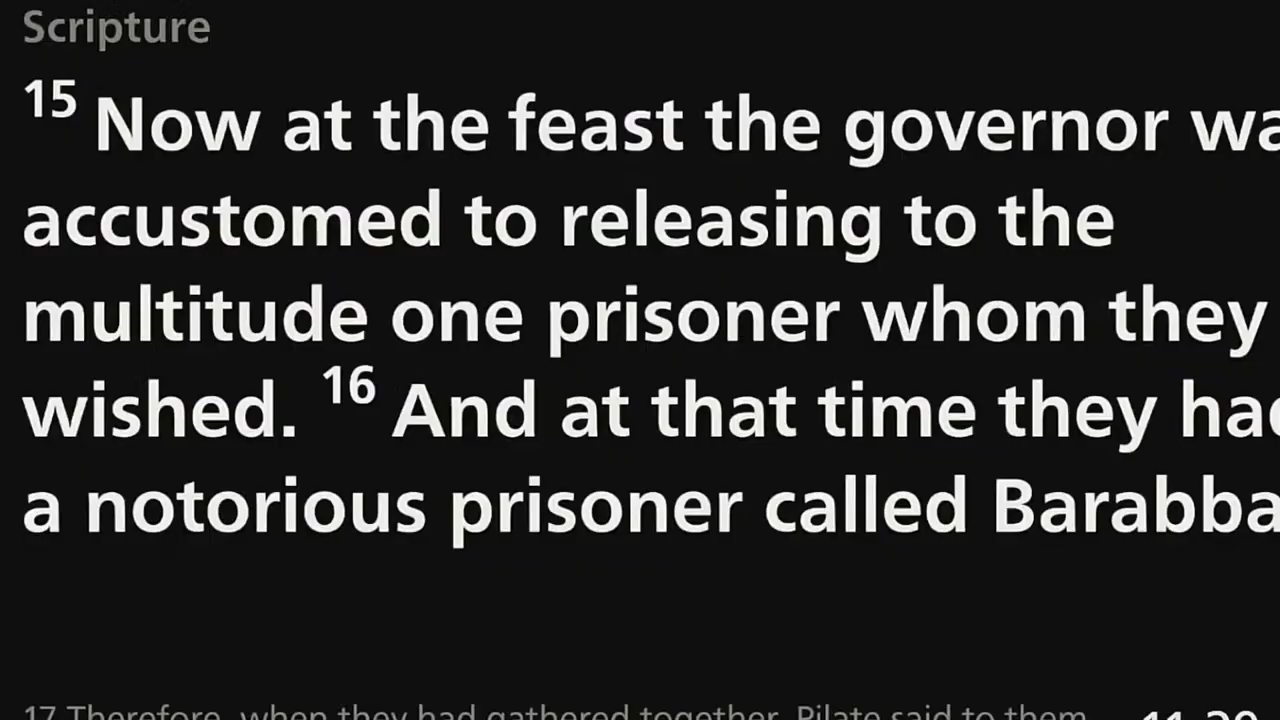 Scripture
15 Now at the feast the governor wa
accustomed to releasing to the
multitude one prisoner whom they
wished. 16 And at that time they had
a notorious prisoner called Barabba
17 Therefore, when they had gathered together, Pilate said to them,